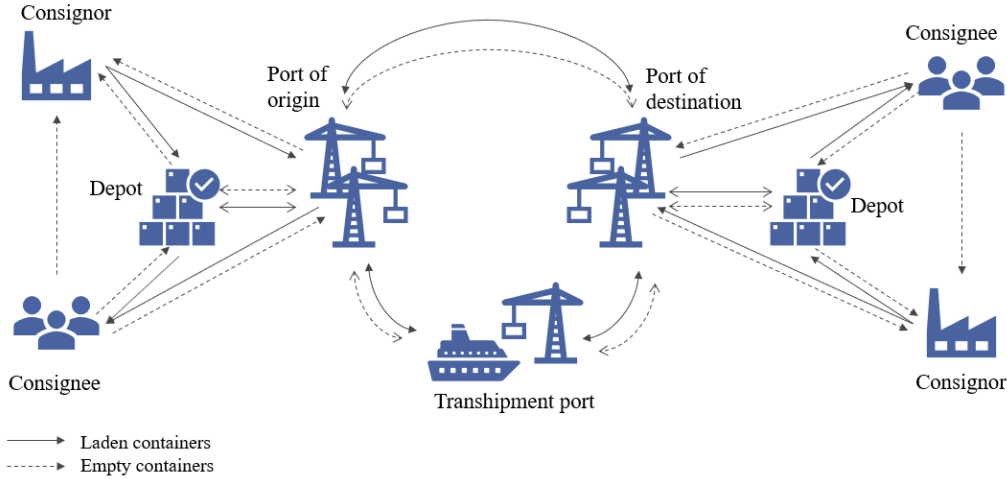 Consignor
Consignee
Port of
origin
Port of
destination
Depot
Depot
Consignee
Transhipment port
Consignor
Laden containers
Empty containers